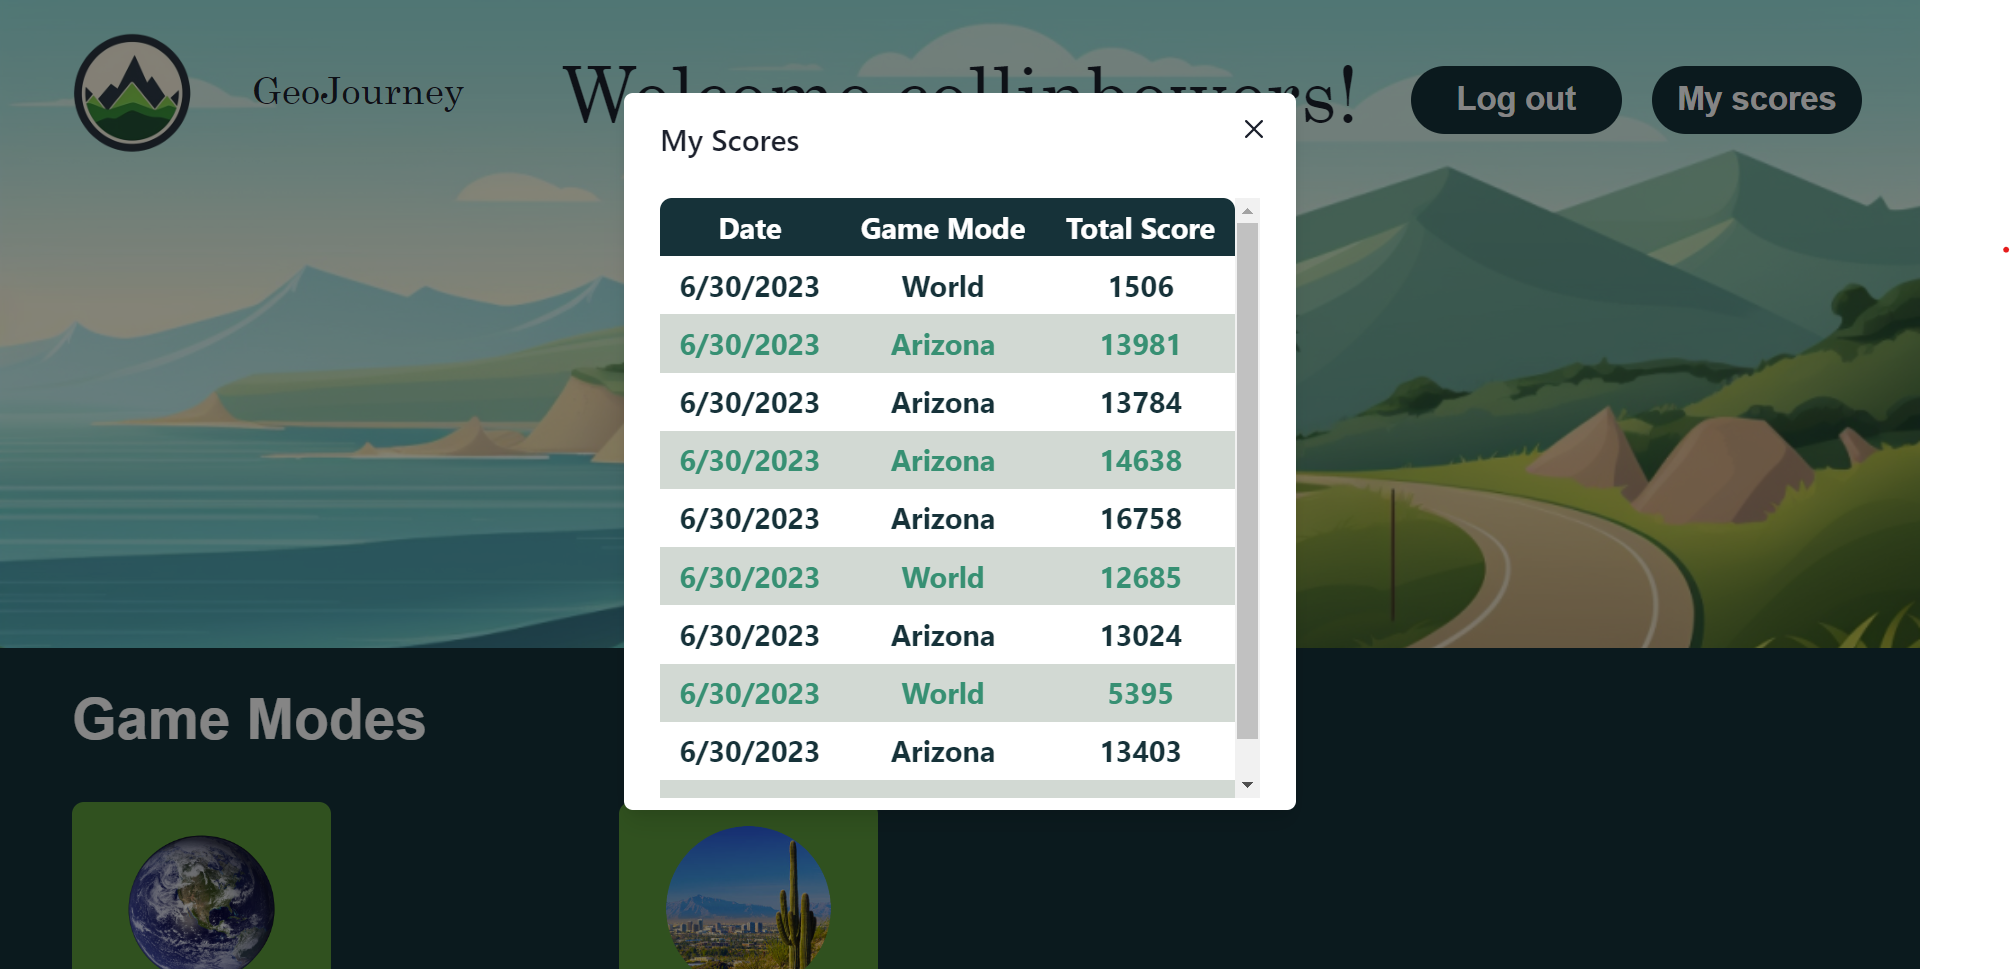 GeoJourney
Welcome collinbowers!
Log out
My scores
My Scores
Date Game Mode Total Score
6/30/2023 World 1506
6/30/2023 Arizona 13981
6/30/2023 Arizona 13784
6/30/2023 Arizona 14638
6/30/2023 Arizona 16758
6/30/2023 World 12685
6/30/2023 Arizona 13024
6/30/2023 World 5395
6/30/2023 Arizona 13403
Game Modes